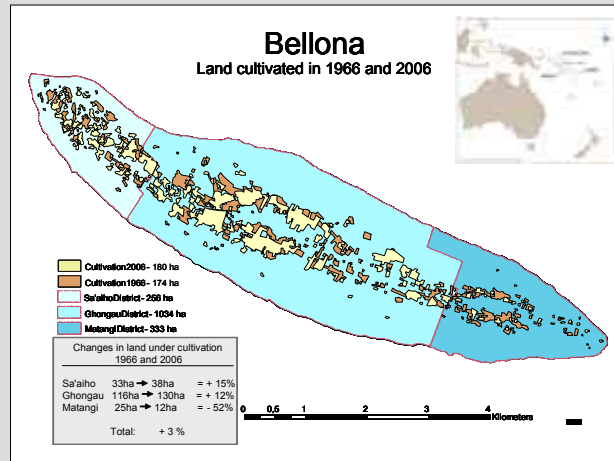 Bellona
Land cultivated in 1966 and 2006
Cultivation2006 - 180 ha
Cultivation1966 - 174 ha
Sa'aihoDistrict - 256 ha
GhongauDistrict - 1034 ha
MatangiDistrict - 333 ha
Changes in land under cultivation
1966 and 2006
Sa'aiho 33ha → 38ha = + 15%
Ghongau 116ha → 130ha = + 12%
Matangi 25ha → 12ha = - 52%
Total: + 3 %
0 0,5 1 2 3 4
Kilometers